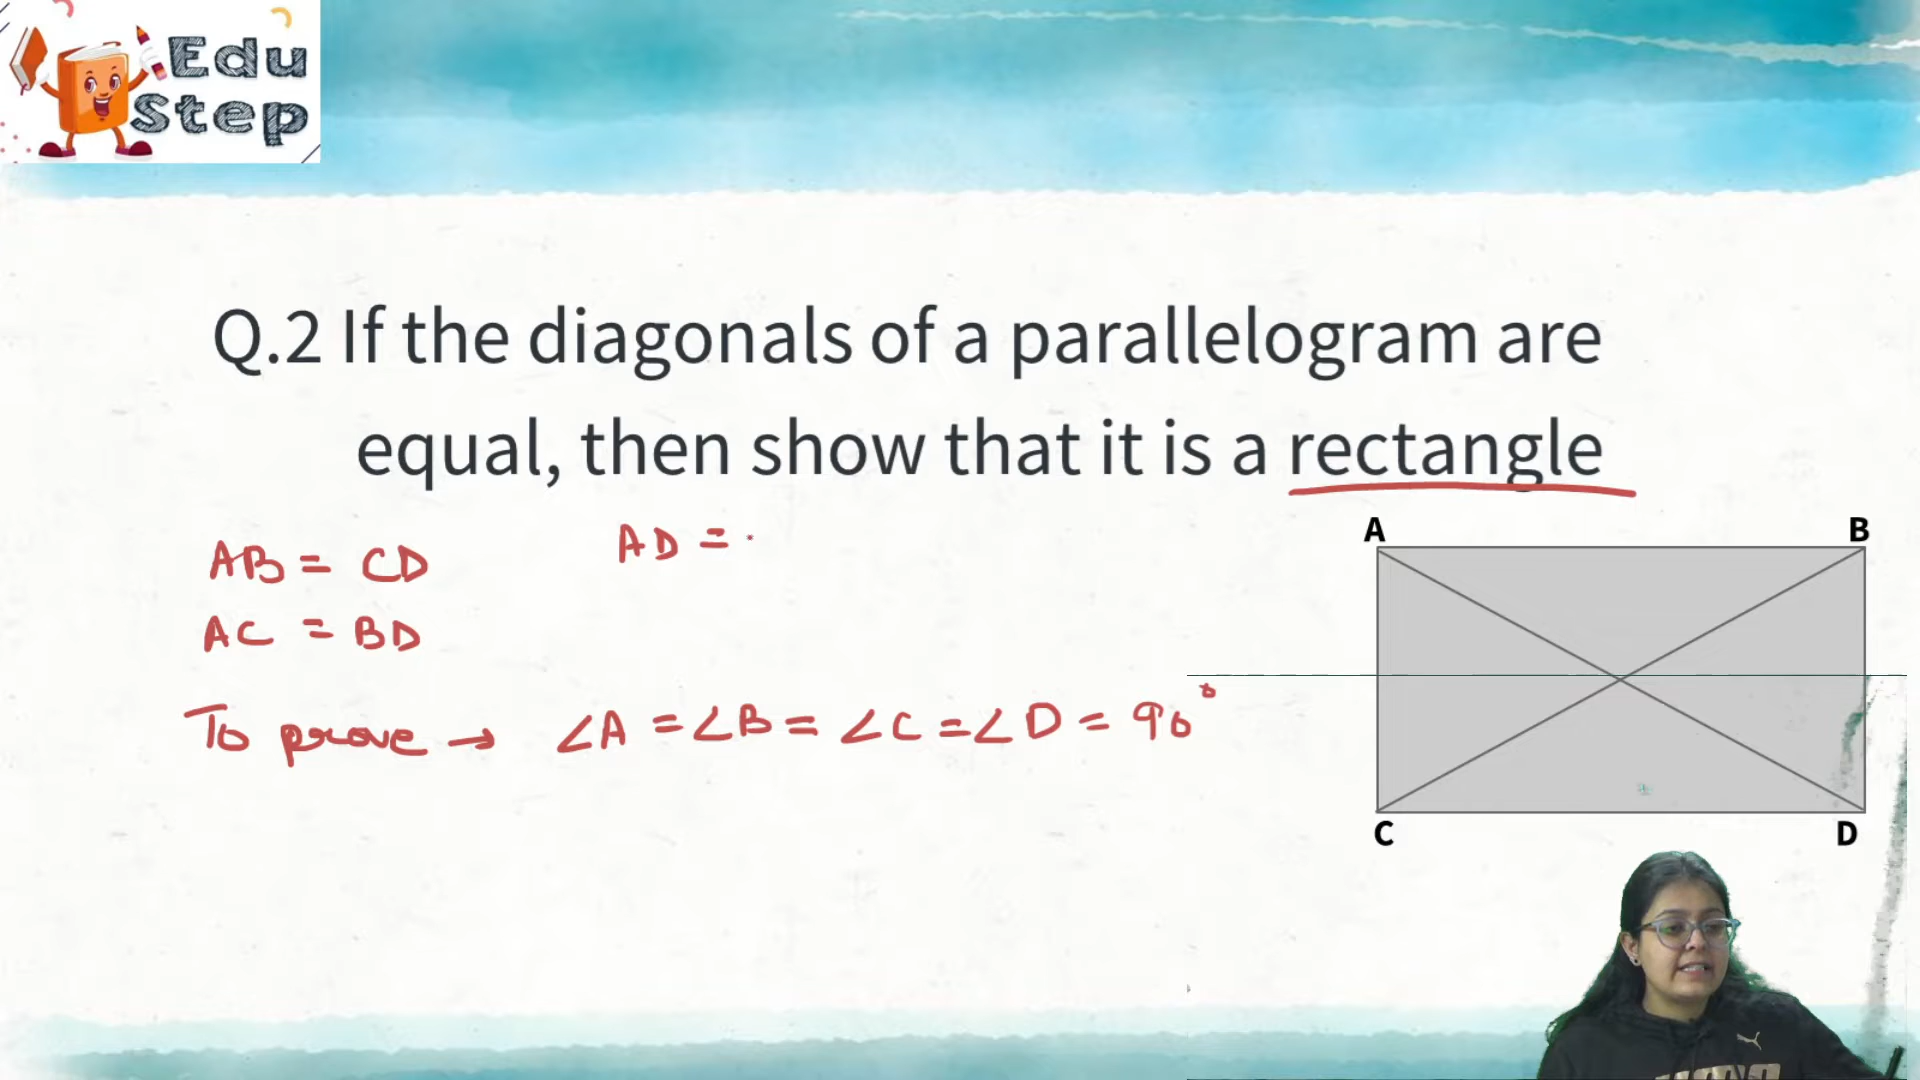 Edu
Step
Q.2 If the diagonals of a parallelogram are
equal, then show that it is a rectangle
AB = CD
AD =
AC = BD
To prove → ∠A = ∠B = ∠C = ∠D = 90°
A
B
C
D